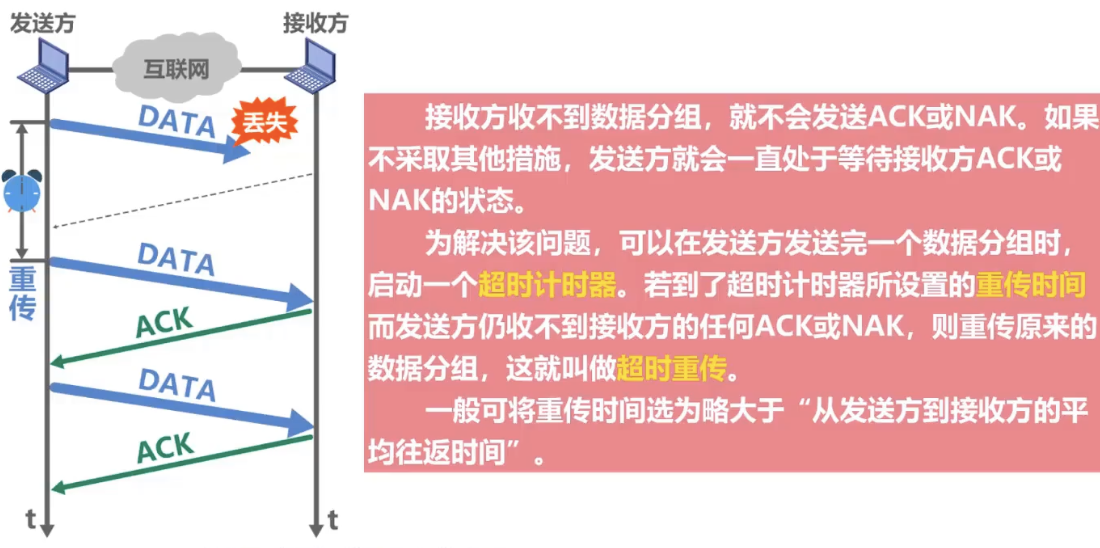 发送方
接收方
互联网
DATA
丢失
DATA
重传
ACK
DATA
ACK
t
t
接收方收不到数据分组，就不会发送ACK或NAK。如果
不采取其他措施，发送方就会一直处于等待接收方ACK或
NAK的状态。
为解决该问题，可以在发送方发送完一个数据分组时，
启动一个超时计时器。若到了超时计时器所设置的重传时间
而发送方仍收不到接收方的任何ACK或NAK，则重传原来的
数据分组，这就叫做超时重传。
一般可将重传时间选为略大于“从发送方到接收方的平
均往返时间”。